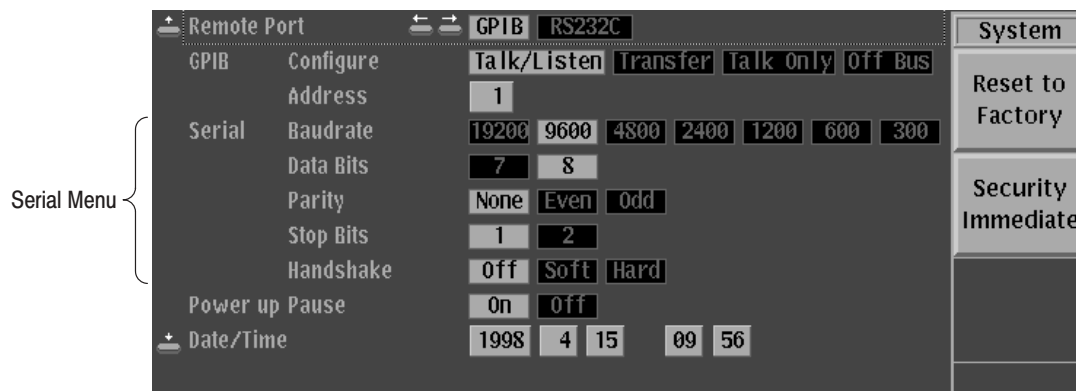 Remote Port GPIB RS232C
GPIB Configure Talk/Listen Transfer Talk Only Off Bus
Address 1
Serial Baudrate 19200 9600 4800 2400 1200 600 300
Data Bits 7 8
Parity None Even Odd
Stop Bits 1 2
Handshake Off Soft Hard
Power up Pause On Off
Date/Time 1998 4 15 09 56
Serial Menu
System
Reset to
Factory
Security
Immediate